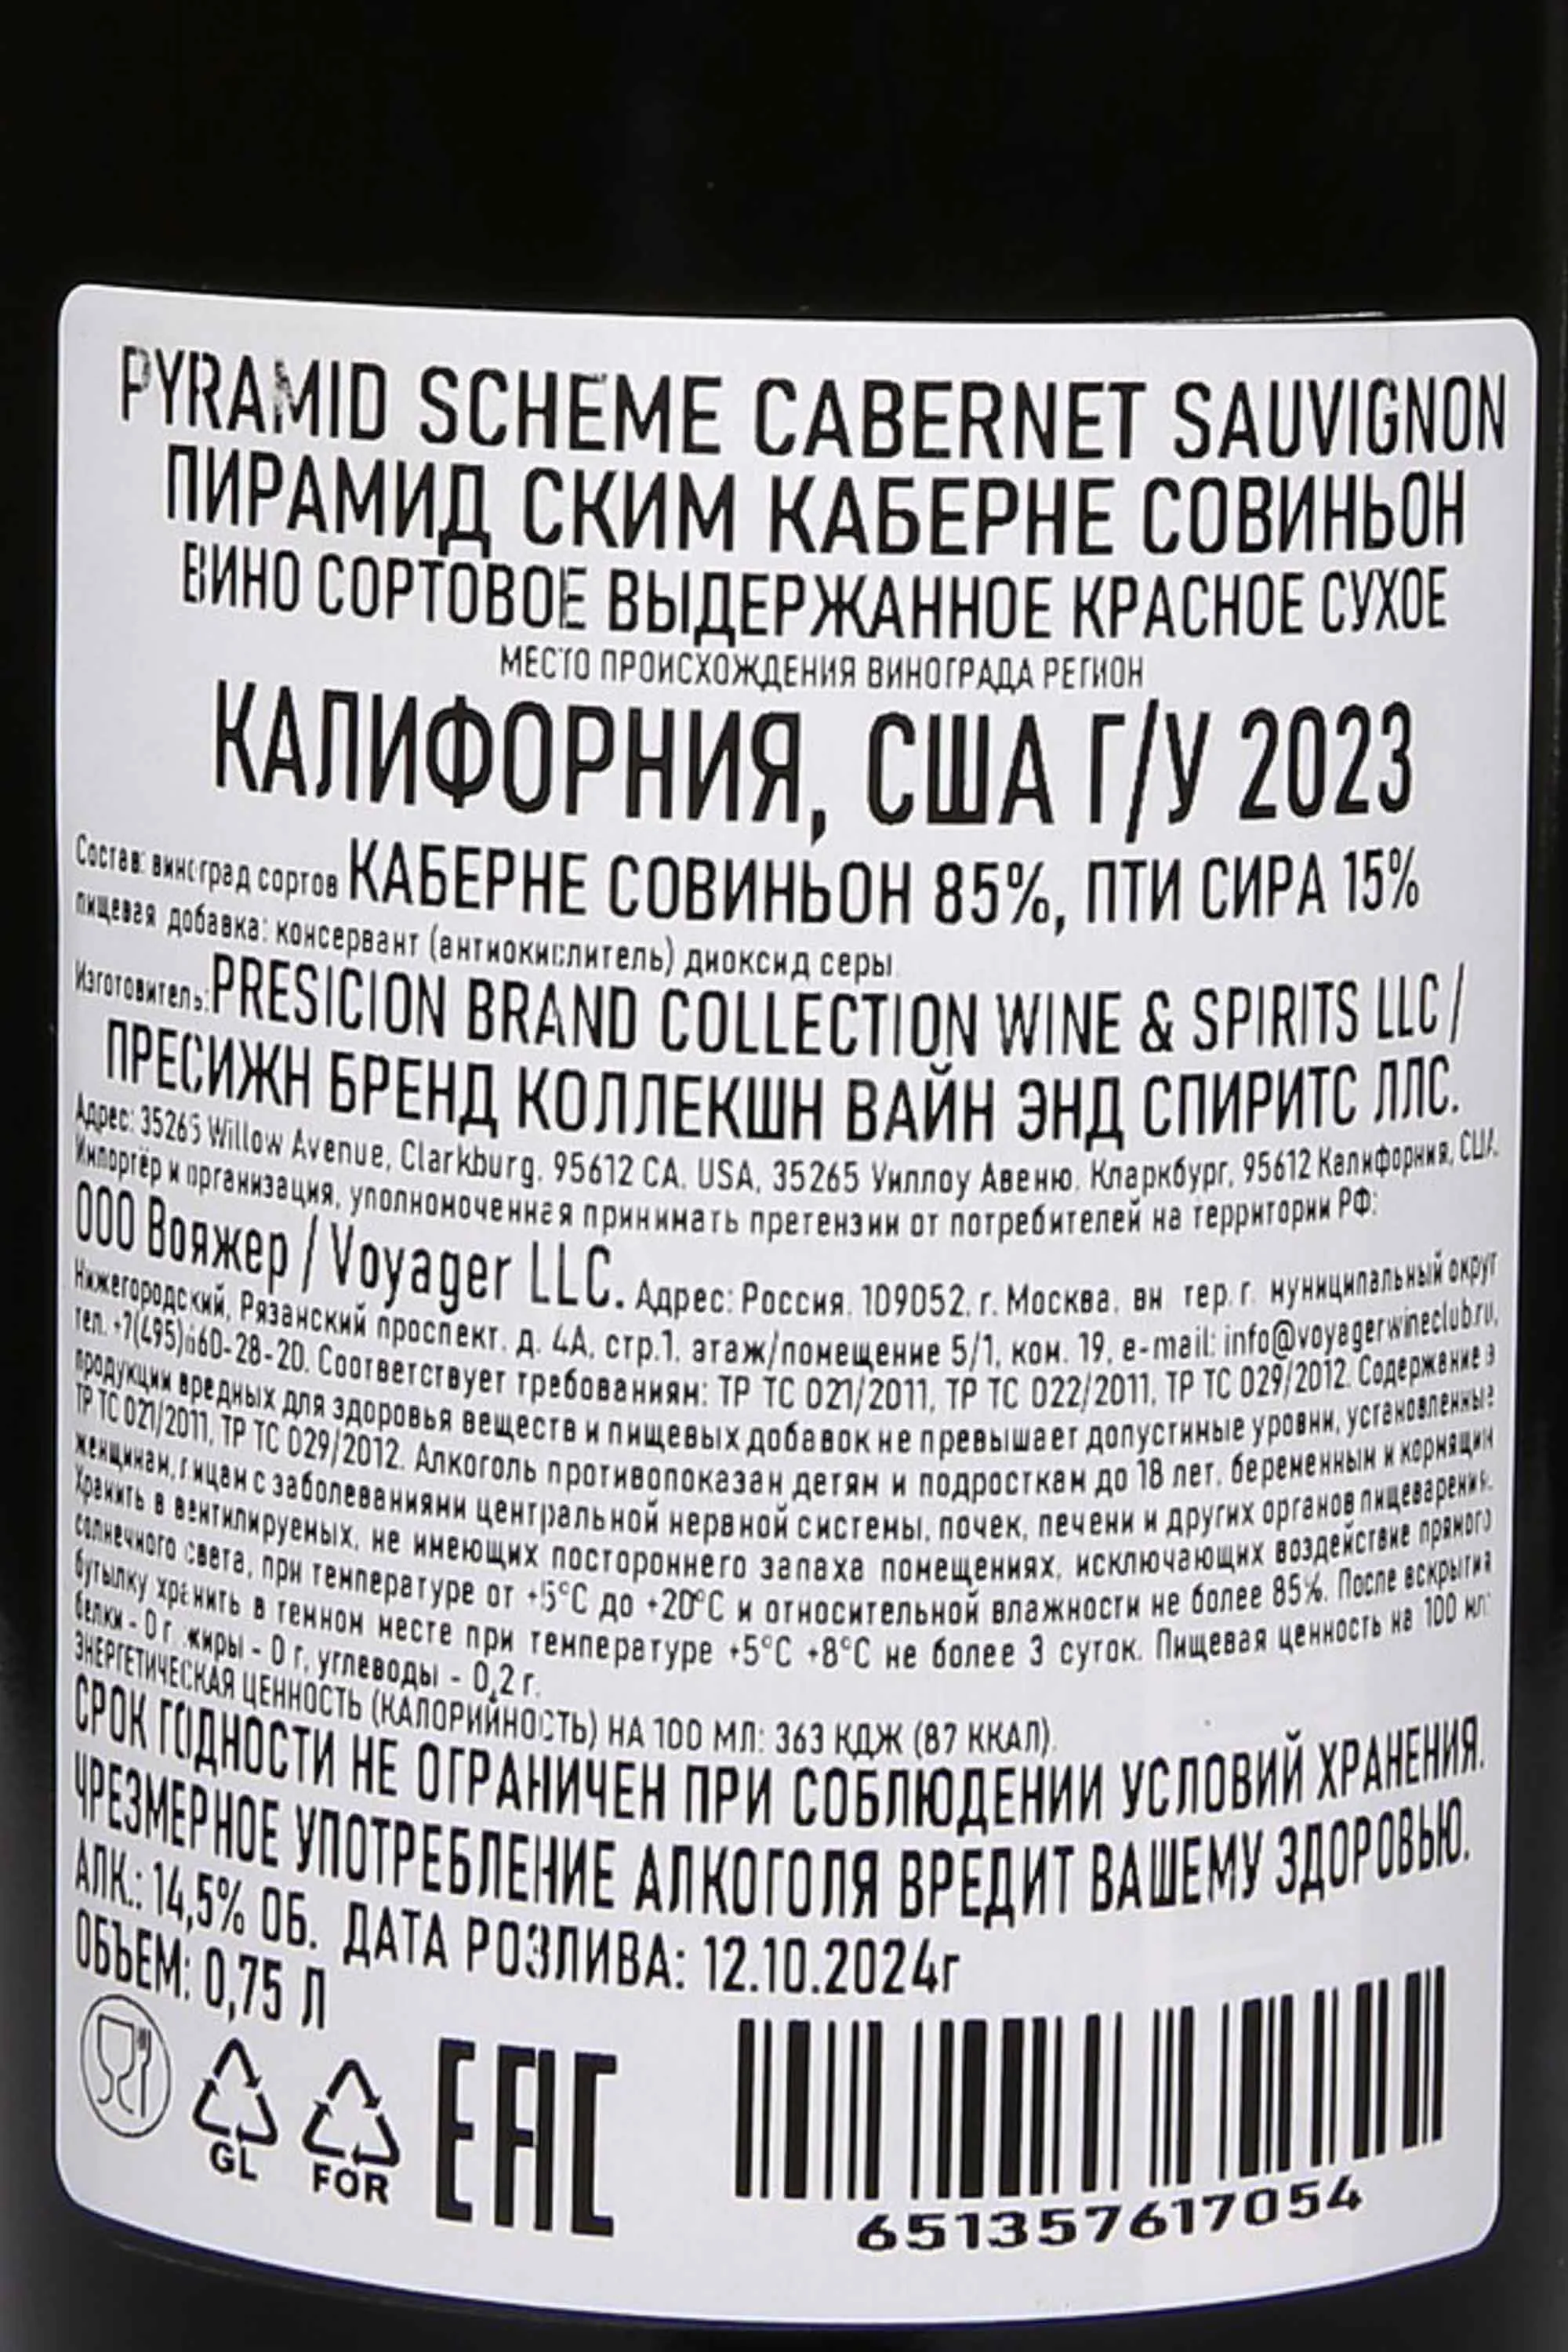 PYRAMID SCHEME CABERNET SAUVIGNON
ПИРАМИД СКИМ КАБЕРНЕ СОВИНЬОН
ВИНО СОРТОВОЕ ВЫДЕРЖАННОЕ КРАСНОЕ СУХОЕ
МЕСТО ПРОИСХОЖДЕНИЯ ВИНОГРАДА РЕГИОН
КАЛИФОРНИЯ, США Г/У 2023
Состав: виноград сортов КАБЕРНЕ СОВИНЬОН 85%, ПТИ СИРА 15%
пищевая добавка: консервант (антиокислитель) диоксид серы.
Изготовитель: PRESICION BRAND COLLECTION WINE & SPIRITS LLC /
ПРЕСИЖН БРЕНД КОЛЛЕКШН ВАЙН ЭНД СПИРИТС ЛЛС.
Адрес: 35265 Willow Avenue, Clarkburg, 95612 CA. USA, 35265 Уиллоу Авеню. Кларкбург, 95612 Калифорния, США.
Импортёр и организация, уполномоченная принимать претензии от потребителей на территории РФ:
ООО Вояжер / Voyager LLC. Адрес: Россия. 109052, г. Москва, вн тер. г. муниципальный округ
Нижегородский, Рязанский проспект, д. 4А, стр.1, этаж/помещение 5/1, ком. 19, e-mail: info@voyagerwineclub.ru,
тел. +7(495)660-28-20. Соответствует требованиям: ТР ТС 021/2011, ТР ТС 022/2011, ТР ТС 029/2012. Содержание в
продукции вредных для здоровья веществ и пищевых добавок не превышает допустимые уровни, установленные
ТР ТС 021/2011, ТР ТС 029/2012. Алкоголь противопоказан детям и подросткам до 18 лет, беременным и кормящим
женщинам, лицам с заболеваниями центральной нервной системы, почек, печени и других органов пищеварения.
Хранить в вентилируемых, не имеющих постороннего запаха помещениях, исключающих воздействие прямого
солнечного света, при температуре от +5°С до +20°С и относительной влажности не более 85%. После вскрытия
бутылку хранить в темном месте при температуре +5°С +8°С не более 3 суток. Пищевая ценность на 100 мл:
белки - 0 г. жиры - 0 г, углеводы - 0,2 г.
ЭНЕРГЕТИЧЕСКАЯ ЦЕННОСТЬ (КАЛОРИЙНОСТЬ) НА 100 МЛ: 363 КДЖ (87 ККАЛ).
СРОК ГОДНОСТИ НЕ ОГРАНИЧЕН ПРИ СОБЛЮДЕНИИ УСЛОВИЙ ХРАНЕНИЯ.
ЧРЕЗМЕРНОЕ УПОТРЕБЛЕНИЕ АЛКОГОЛЯ ВРЕДИТ ВАШЕМУ ЗДОРОВЬЮ.
АЛК.: 14,5% ОБ. ДАТА РОЗЛИВА: 12.10.2024г
ОБЪЕМ: 0,75 Л
GL FOR EAC
651357617054